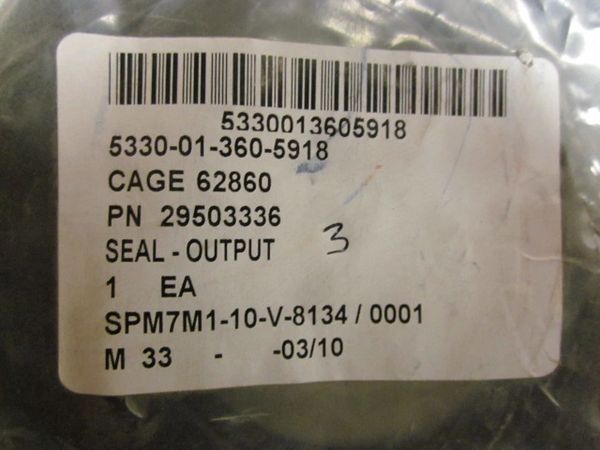 5330013605918
5330-01-360-5918
CAGE 62860
PN 29503336
SEAL - OUTPUT 3
1 EA
SPM7M1-10-V-8134 / 0001
M 33 - -03/10